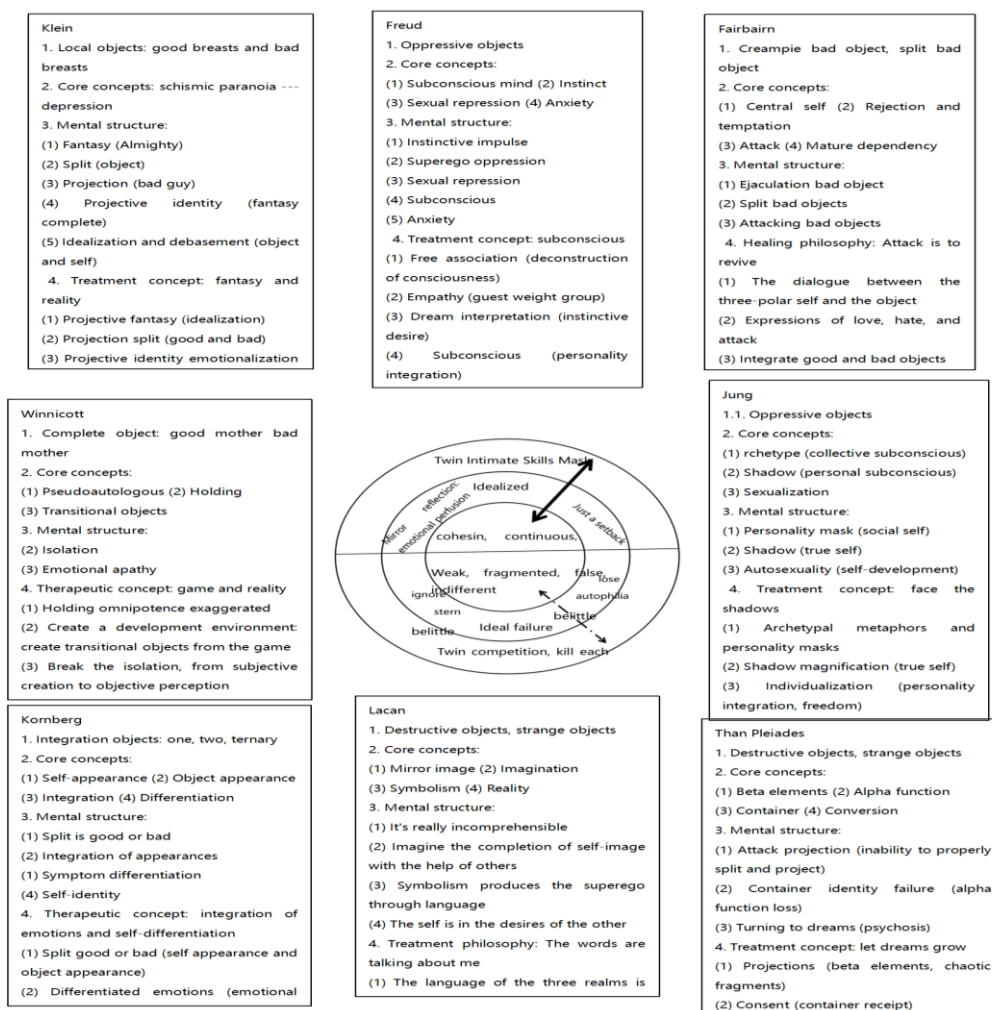 Klein
1. Local objects: good breasts and bad
breasts
2. Core concepts: schismic paranoia ---
depression
3. Mental structure:
(1) Fantasy (Almighty)
(2) Split (object)
(3) Projection (bad guy)
(4) Projective identity (fantasy
complete)
(5) Idealization and debasement (object
and self)
4. Treatment concept: fantasy and
reality
(1) Projective fantasy (idealization)
(2) Projection split (good and bad)
(3) Projective identity emotionalization
Freud
1. Oppressive objects
2. Core concepts:
(1) Subconscious mind (2) Instinct
(3) Sexual repression (4) Anxiety
3. Mental structure:
(1) Instinctive impulse
(2) Superego oppression
(3) Sexual repression
(4) Subconscious
(5) Anxiety
4. Treatment concept: subconscious
(1) Free association (deconstruction
of consciousness)
(2) Empathy (guest weight group)
(3) Dream interpretation (instinctive
desire)
(4) Subconscious (personality
integration)
Fairbairn
1. Creampie bad object, split bad
object
2. Core concepts:
(1) Central self (2) Rejection and
temptation
(3) Attack (4) Mature dependency
3. Mental structure:
(1) Ejaculation bad object
(2) Split bad objects
(3) Attacking bad objects
4. Healing philosophy: Attack is to
revive
(1) The dialogue between the
three-polar self and the object
(2) Expressions of love, hate, and
attack
(3) Integrate good and bad objects
Winnicott
1. Complete object: good mother bad
mother
2. Core concepts:
(1) Pseudoautologous (2) Holding
(3) Transitional objects
3. Mental structure:
(2) Isolation
(3) Emotional apathy
4. Therapeutic concept: game and reality
(1) Holding omnipotence exaggerated
(2) Create a development environment:
create transitional objects from the game
(3) Break the isolation, from subjective
creation to objective perception
Twin Intimate Skills Mask
Idealized
Mirror reflection:
emotional perfusion
Just a setback
cohesin, continuous,
Weak, fragmented, false,
indifferent
lose
autophilia
ignore
stern
belittle
belittle
Ideal failure
Twin competition, kill each
Jung
1.1. Oppressive objects
2. Core concepts:
(1) rchetype (collective subconscious)
(2) Shadow (personal subconscious)
(3) Sexualization
3. Mental structure:
(1) Personality mask (social self)
(2) Shadow (true self)
(3) Autosexuality (self-development)
4. Treatment concept: face the
shadows
(1) Archetypal metaphors and
personality masks
(2) Shadow magnification (true self)
(3) Individualization (personality
integration, freedom)
Kornberg
1. Integration objects: one, two, ternary
2. Core concepts:
(1) Self-appearance (2) Object appearance
(3) Integration (4) Differentiation
3. Mental structure:
(1) Split is good or bad
(2) Integration of appearances
(1) Symptom differentiation
(4) Self-identity
4. Therapeutic concept: integration of
emotions and self-differentiation
(1) Split good or bad (self appearance and
object appearance)
(2) Differentiated emotions (emotional
Lacan
1. Destructive objects, strange objects
2. Core concepts:
(1) Mirror image (2) Imagination
(3) Symbolism (4) Reality
3. Mental structure:
(1) It's really incomprehensible
(2) Imagine the completion of self-image
with the help of others
(3) Symbolism produces the superego
through language
(4) The self is in the desires of the other
4. Treatment philosophy: The words are
talking about me
(1) The language of the three realms is
Than Pleiades
1. Destructive objects, strange objects
2. Core concepts:
(1) Beta elements (2) Alpha function
(3) Container (4) Conversion
3. Mental structure:
(1) Attack projection (inability to properly
split and project)
(2) Container identity failure (alpha
function loss)
(3) Turning to dreams (psychosis)
4. Treatment concept: let dreams grow
(1) Projections (beta elements, chaotic
fragments)
(2) Consent (container receipt)